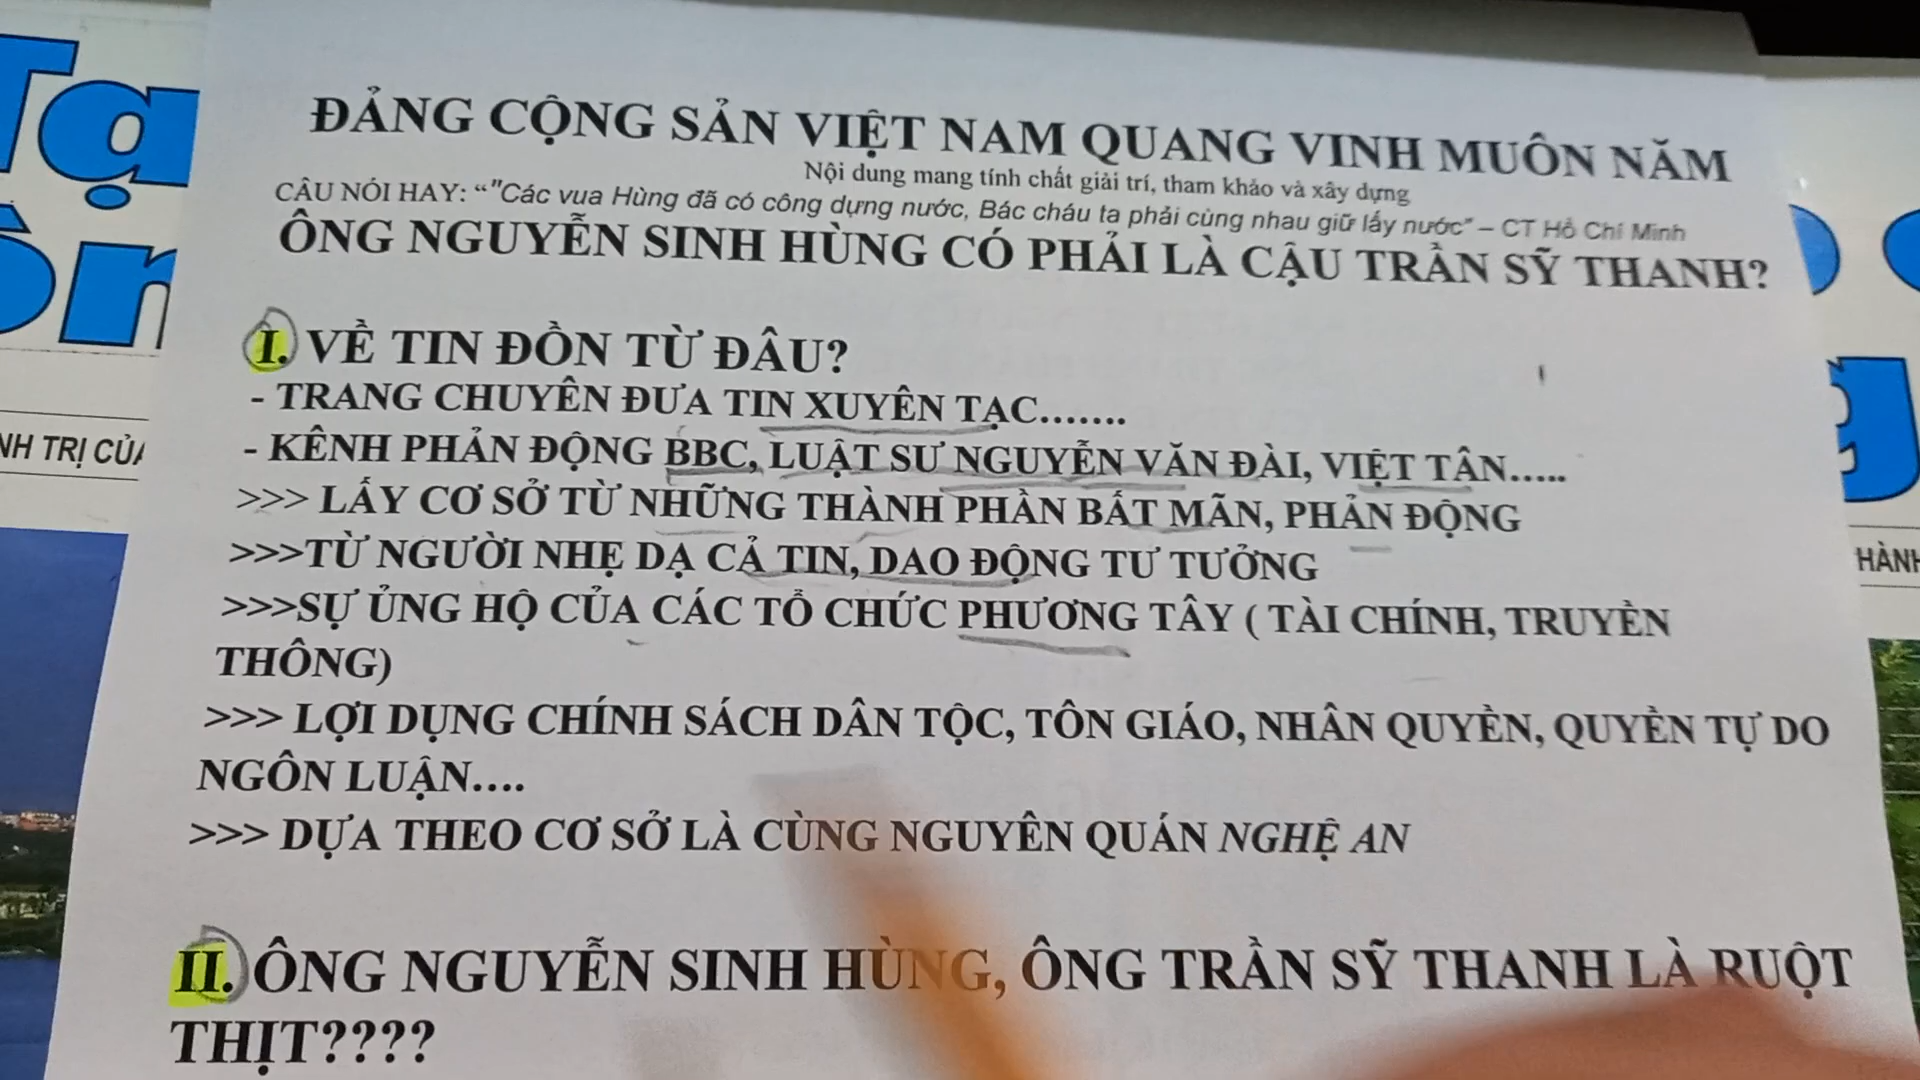 ĐẢNG CỘNG SẢN VIỆT NAM QUANG VINH MUÔN NĂM
Nội dung mang tính chất giải trí, tham khảo và xây dựng
CÂU NÓI HAY: “"Các vua Hùng đã có công dựng nước, Bác cháu ta phải cùng nhau giữ lấy nước” – CT Hồ Chí Minh
ÔNG NGUYỄN SINH HÙNG CÓ PHẢI LÀ CẬU TRẦN SỸ THANH?
I. VỀ TIN ĐỒN TỪ ĐÂU?
- TRANG CHUYÊN ĐƯA TIN XUYÊN TẠC.......
- KÊNH PHẢN ĐỘNG BBC, LUẬT SƯ NGUYỄN VĂN ĐÀI, VIỆT TÂN.....
>>> LẤY CƠ SỞ TỪ NHỮNG THÀNH PHẦN BẤT MÃN, PHẢN ĐỘNG
>>>TỪ NGƯỜI NHẸ DẠ CẢ TIN, DAO ĐỘNG TƯ TƯỞNG
>>>SỰ ỦNG HỘ CỦA CÁC TỔ CHỨC PHƯƠNG TÂY ( TÀI CHÍNH, TRUYỀN
THÔNG)
>>> LỢI DỤNG CHÍNH SÁCH DÂN TỘC, TÔN GIÁO, NHÂN QUYỀN, QUYỀN TỰ DO
NGÔN LUẬN....
>>> DỰA THEO CƠ SỞ LÀ CÙNG NGUYÊN QUÁN NGHỆ AN
II. ÔNG NGUYỄN SINH HÙNG, ÔNG TRẦN SỸ THANH LÀ RUỘT
THỊT????
Tạ
NH TRỊ CỦA
HÀNH